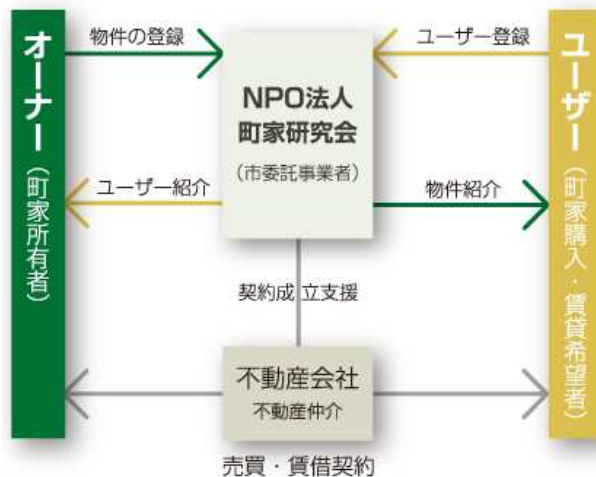 オーナー（町家所有者）
物件の登録
NPO法人
町家研究会
（市委託事業者）
ユーザー登録
ユーザー（町家購入・賃貸希望者）
ユーザー紹介
物件紹介
契約成立支援
不動産会社
不動産仲介
売買・賃借契約